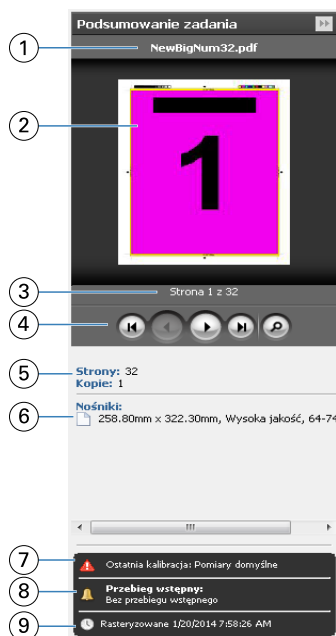 Podsumowanie zadania
1 NewBigNum32.pdf
2
1
3 Strona 1 z 32
4
5 Strony: 32
Kopie: 1
Nośniki:
6 258.80mm x 322.30mm, Wysoka jakość, 64-74
7 Ostatnia kalibracja: Pomiary domyślne
8 Przebieg wstępny:
Bez przebiegu wstępnego
9 Rasteryzowane 1/20/2014 7:58:26 AM